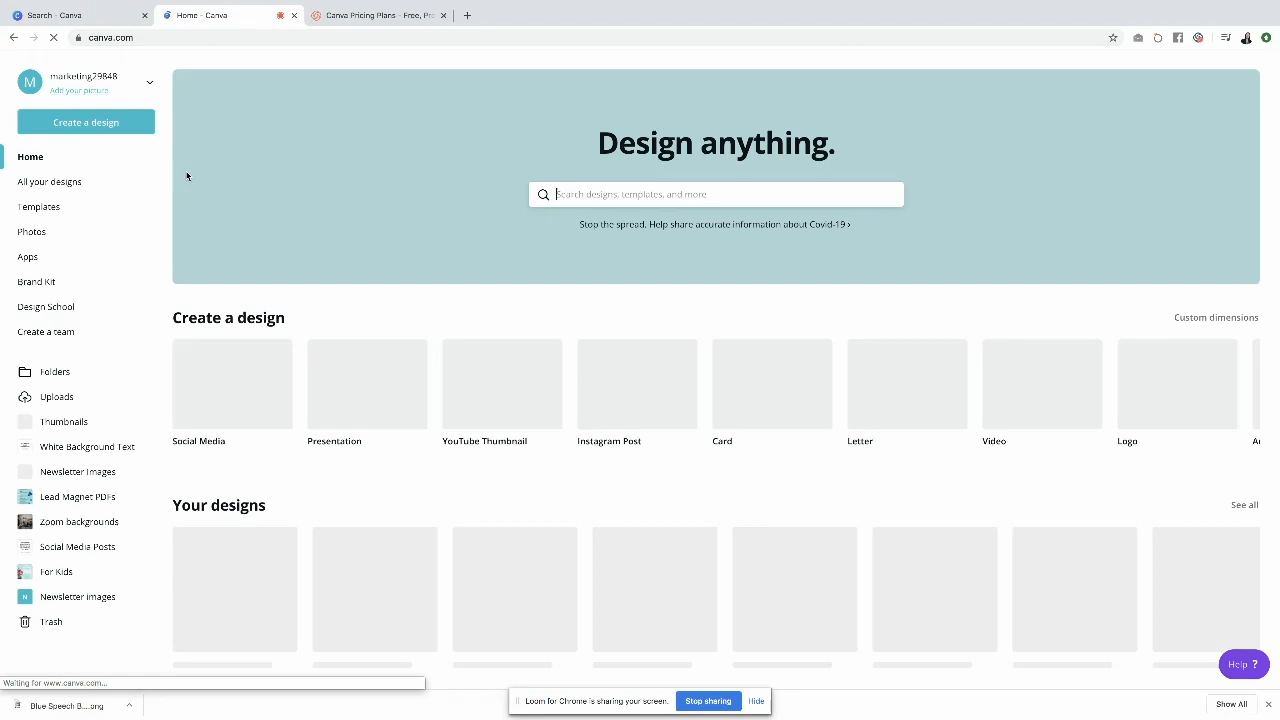 Search - Canva
Home - Canva
Canva Pricing Plans - Free, Pr
canva.com
M
marketing29848
Add your picture
Create a design
Home
All your designs
Templates
Photos
Apps
Brand Kit
Design School
Create a team
Folders
Uploads
Thumbnails
White Background Text
Newsletter Images
Lead Magnet PDFs
Zoom backgrounds
Social Media Posts
For Kids
N
Newsletter images
Trash
Design anything.
Search designs, templates, and more
Stop the spread. Help share accurate information about Covid-19 ›
Create a design
Custom dimensions
Social Media
Presentation
YouTube Thumbnail
Instagram Post
Card
Letter
Video
Logo
Your designs
See all
Help ?
Waiting for www.canva.com...
Blue Speech B....ong
Loom for Chrome is sharing your screen.
Stop sharing
Hide
Show All